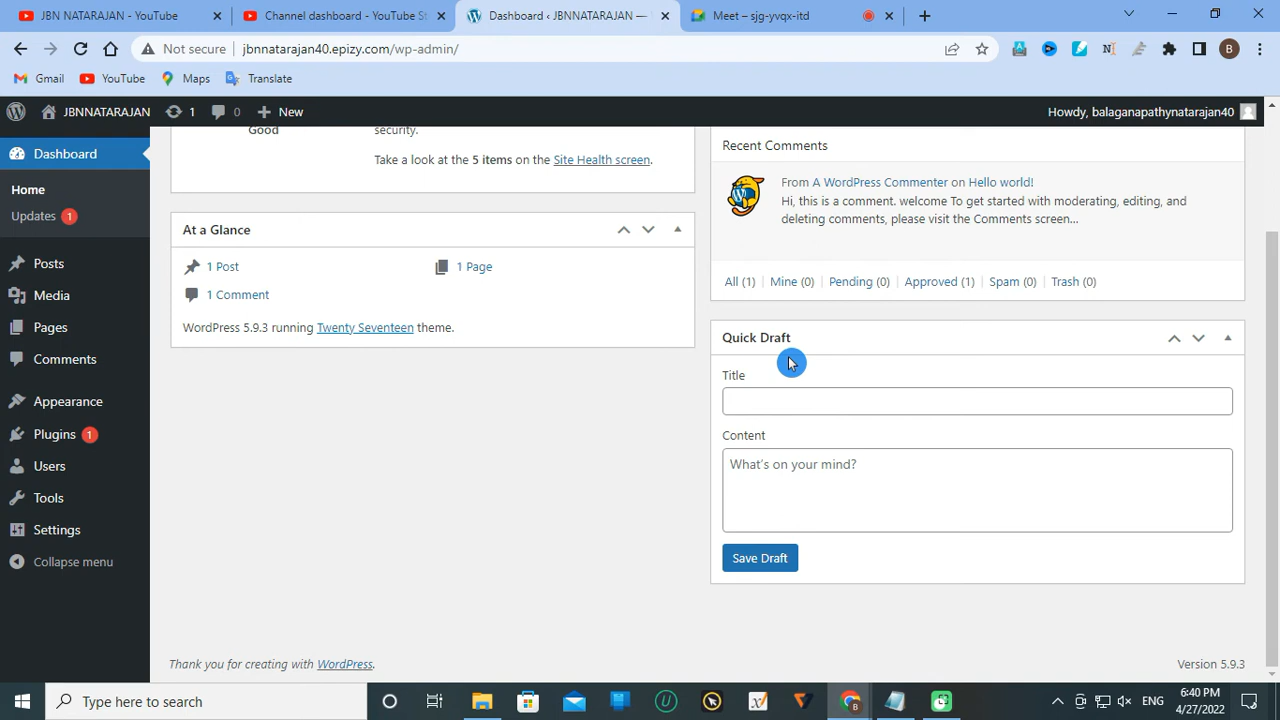 JBN NATARAJAN - YouTube
Channel dashboard - YouTube St
Dashboard ‹ JBNNATARAJAN —
Meet – sjg-yvqx-itd
Not secure
jbnnatarajan40.epizy.com/wp-admin/
B
Gmail
YouTube
Maps
Translate
JBNNATARAJAN
1
0
New
Howdy, balaganapathynatarajan40
Dashboard
Home
Updates 1
Posts
Media
Pages
Comments
Appearance
Plugins 1
Users
Tools
Settings
Collapse menu
Good
security.
Take a look at the 5 items on the Site Health screen.
At a Glance
1 Post
1 Page
1 Comment
WordPress 5.9.3 running Twenty Seventeen theme.
Recent Comments
From A WordPress Commenter on Hello world!
Hi, this is a comment. welcome To get started with moderating, editing, and
deleting comments, please visit the Comments screen...
All (1)
Mine (0)
Pending (0)
Approved (1)
Spam (0)
Trash (0)
Quick Draft
Title
Content
What's on your mind?
Save Draft
Thank you for creating with WordPress.
Version 5.9.3
Type here to search
ENG
6:40 PM
4/27/2022